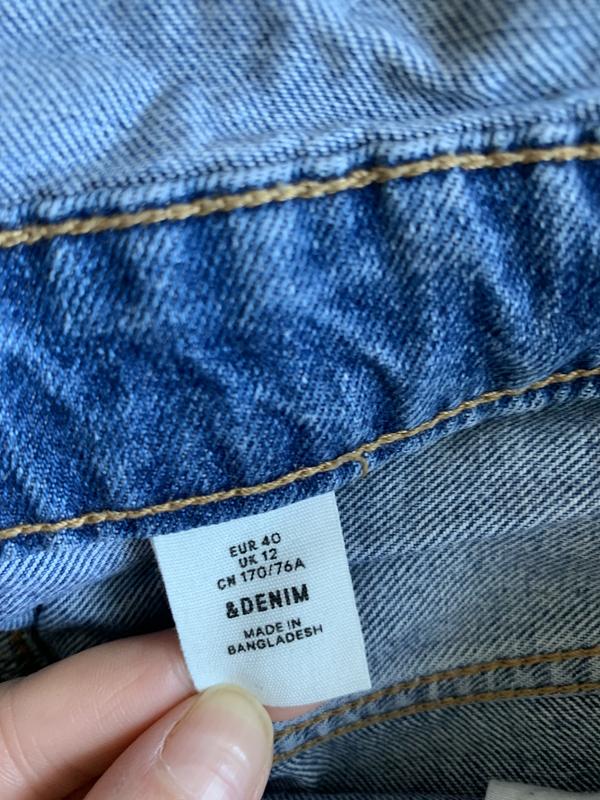 EUR 40
UK 12
CN 170/76A
&DENIM
MADE IN
BANGLADESH